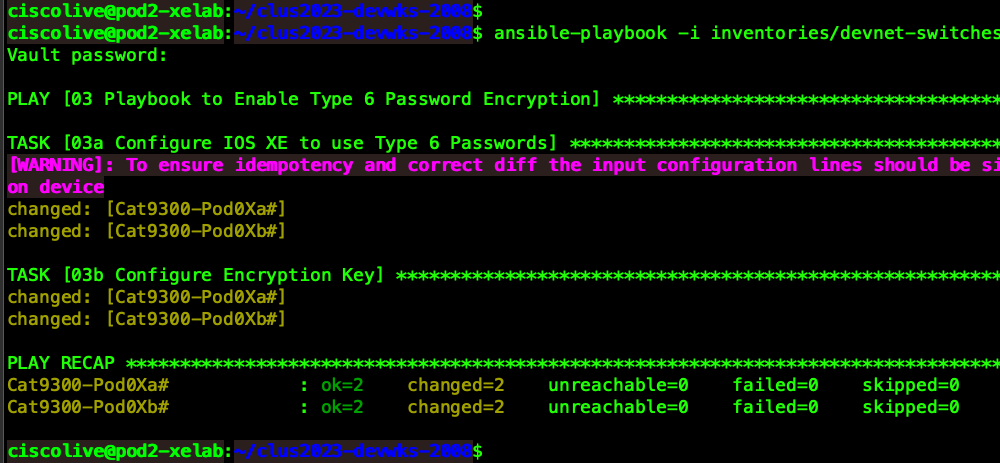 ciscolive@pod2-xelab:~/clus2023-devwks-2008$
ciscolive@pod2-xelab:~/clus2023-devwks-2008$ ansible-playbook -i inventories/devnet-switches
Vault password:
PLAY [03 Playbook to Enable Type 6 Password Encryption] ************************************
TASK [03a Configure IOS XE to use Type 6 Passwords] ****************************************
[WARNING]: To ensure idempotency and correct diff the input configuration lines should be si
on device
changed: [Cat9300-Pod0Xa#]
changed: [Cat9300-Pod0Xb#]
TASK [03b Configure Encryption Key] ********************************************************
changed: [Cat9300-Pod0Xa#]
changed: [Cat9300-Pod0Xb#]
PLAY RECAP *********************************************************************************
Cat9300-Pod0Xa# : ok=2 changed=2 unreachable=0 failed=0 skipped=0
Cat9300-Pod0Xb# : ok=2 changed=2 unreachable=0 failed=0 skipped=0
ciscolive@pod2-xelab:~/clus2023-devwks-2008$